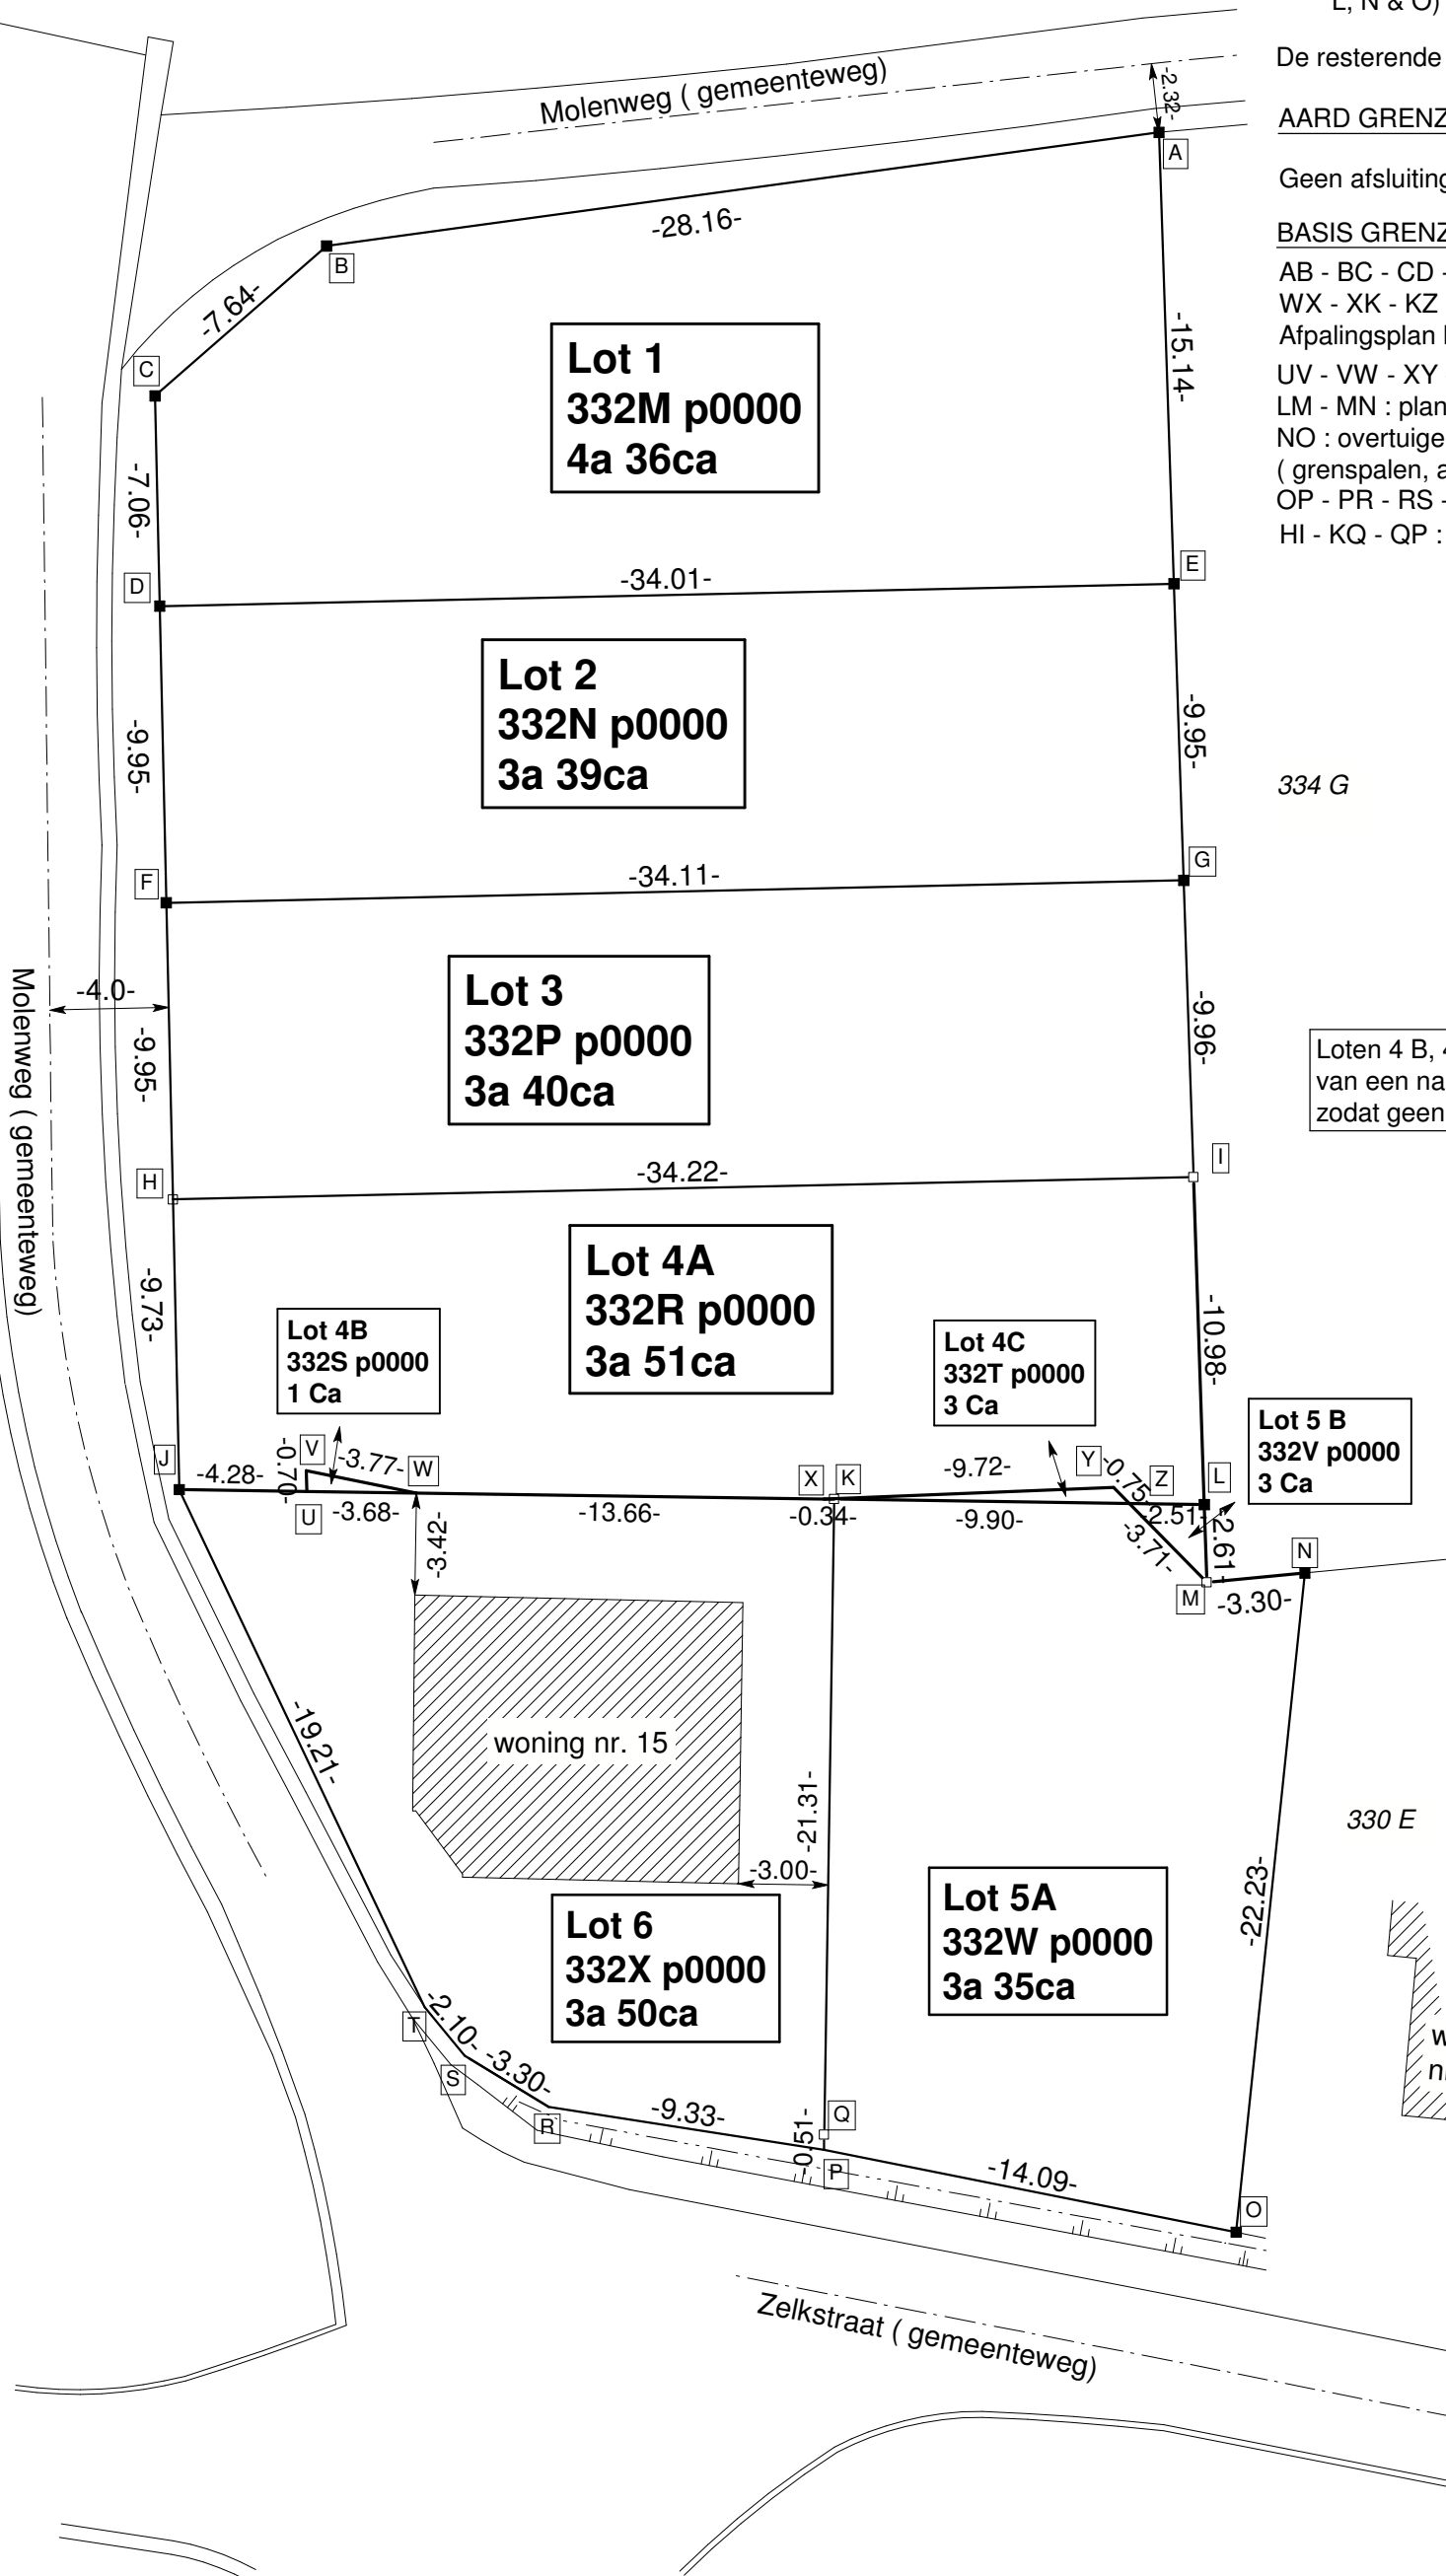 L, N & O)
De resterende
Molenweg ( gemeenteweg)
-2.32-
AARD GRENZ
A
Geen afsluiting
-28.16-
BASIS GRENZ
B
AB - BC - CD -
WX - XK - KZ
Afpalingsplan
UV - VW - XY
LM - MN : plan
NO : overtuige
( grenspalen, a
OP - PR - RS -
HI - KQ - QP :
-7.64-
C
-15.14-
Lot 1
332M p0000
4a 36ca
-7.06-
D
-34.01-
E
Lot 2
332N p0000
3a 39ca
-9.95-
-9.95-
334 G
F
-34.11-
G
Molenweg ( gemeenteweg)
-4.0-
Lot 3
332P p0000
3a 40ca
-9.95-
-9.96-
Loten 4 B, 4
van een na
zodat geen
H
-34.22-
I
Lot 4A
332R p0000
3a 51ca
-9.73-
-10.98-
Lot 4B
332S p0000
1 Ca
Lot 4C
332T p0000
3 Ca
Lot 5 B
332V p0000
3 Ca
J
-4.28-
-0.70-
V
-3.77-
W
X
K
-9.72-
Y
-0.75-
Z
L
U
-3.68-
-13.66-
-0.34-
-9.90-
-2.51-
-3.42-
-3.71-
-2.61-
N
M
-3.30-
-19.21-
woning nr. 15
-21.31-
330 E
-3.00-
-22.23-
Lot 6
332X p0000
3a 50ca
Lot 5A
332W p0000
3a 35ca
T
-2.10-
S
-3.30-
R
-9.33-
-0.51-
Q
P
-14.09-
O
Zelkstraat ( gemeenteweg)